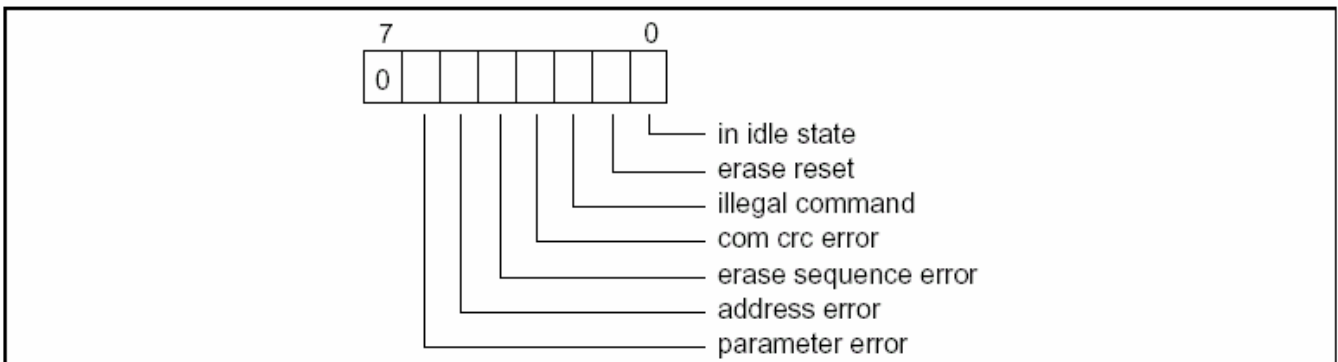 7 0
0
in idle state
erase reset
illegal command
com crc error
erase sequence error
address error
parameter error